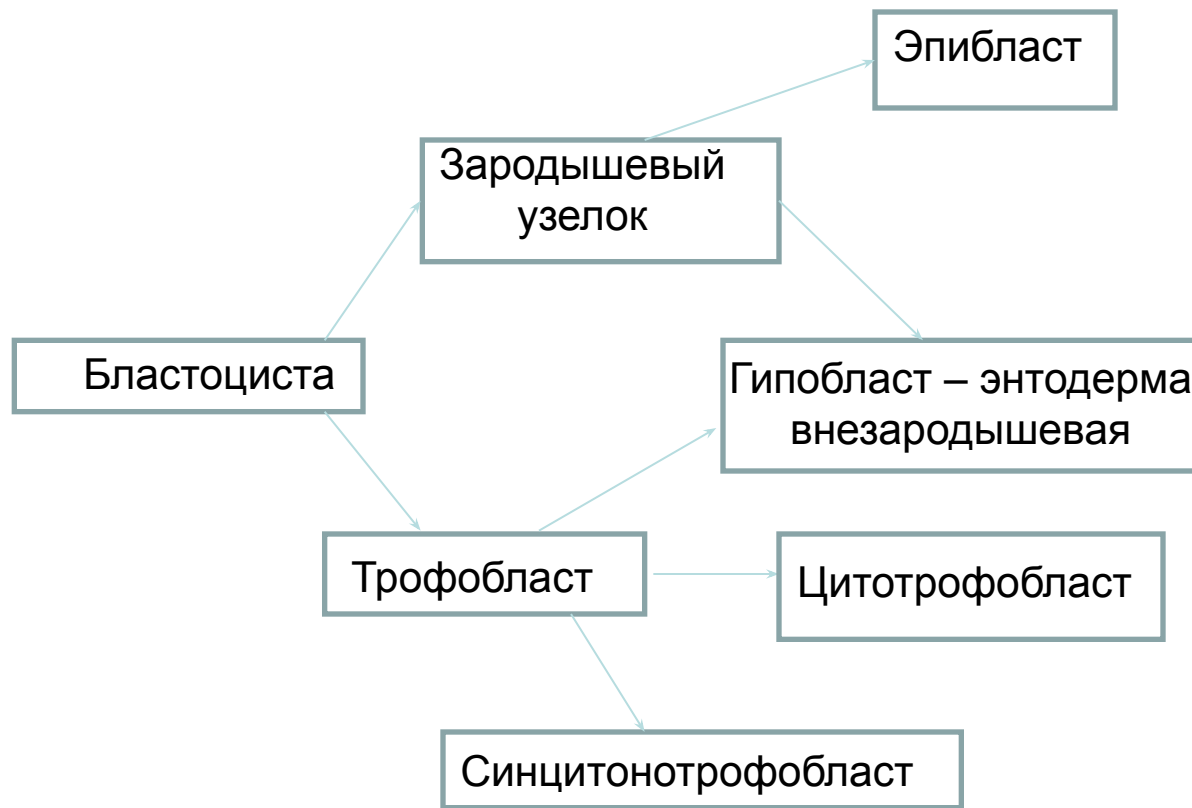 Эпибласт
Зародышевый
узелок
Бластоциста
Гипобласт – энтодерма
внезародышевая
Трофобласт
Цитотрофобласт
Синцитонотрофобласт